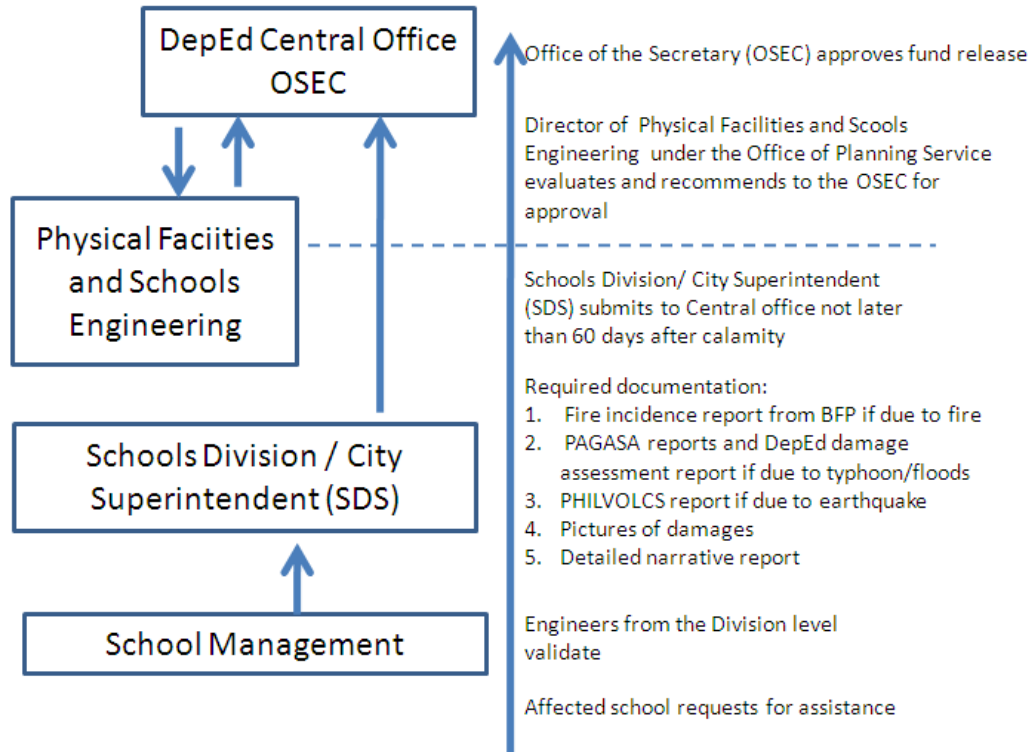 DepEd Central Office
OSEC
Physical Faciities
and Schools
Engineering
Schools Division / City
Superintendent (SDS)
School Management
Office of the Secretary (OSEC) approves fund release
Director of Physical Facilities and Scools
Engineering under the Office of Planning Service
evaluates and recommends to the OSEC for
approval
Schools Division/ City Superintendent
(SDS) submits to Central office not later
than 60 days after calamity
Required documentation:
1. Fire incidence report from BFP if due to fire
2. PAGASA reports and DepEd damage
assessment report if due to typhoon/floods
3. PHILVOLCS report if due to earthquake
4. Pictures of damages
5. Detailed narrative report
Engineers from the Division level
validate
Affected school requests for assistance